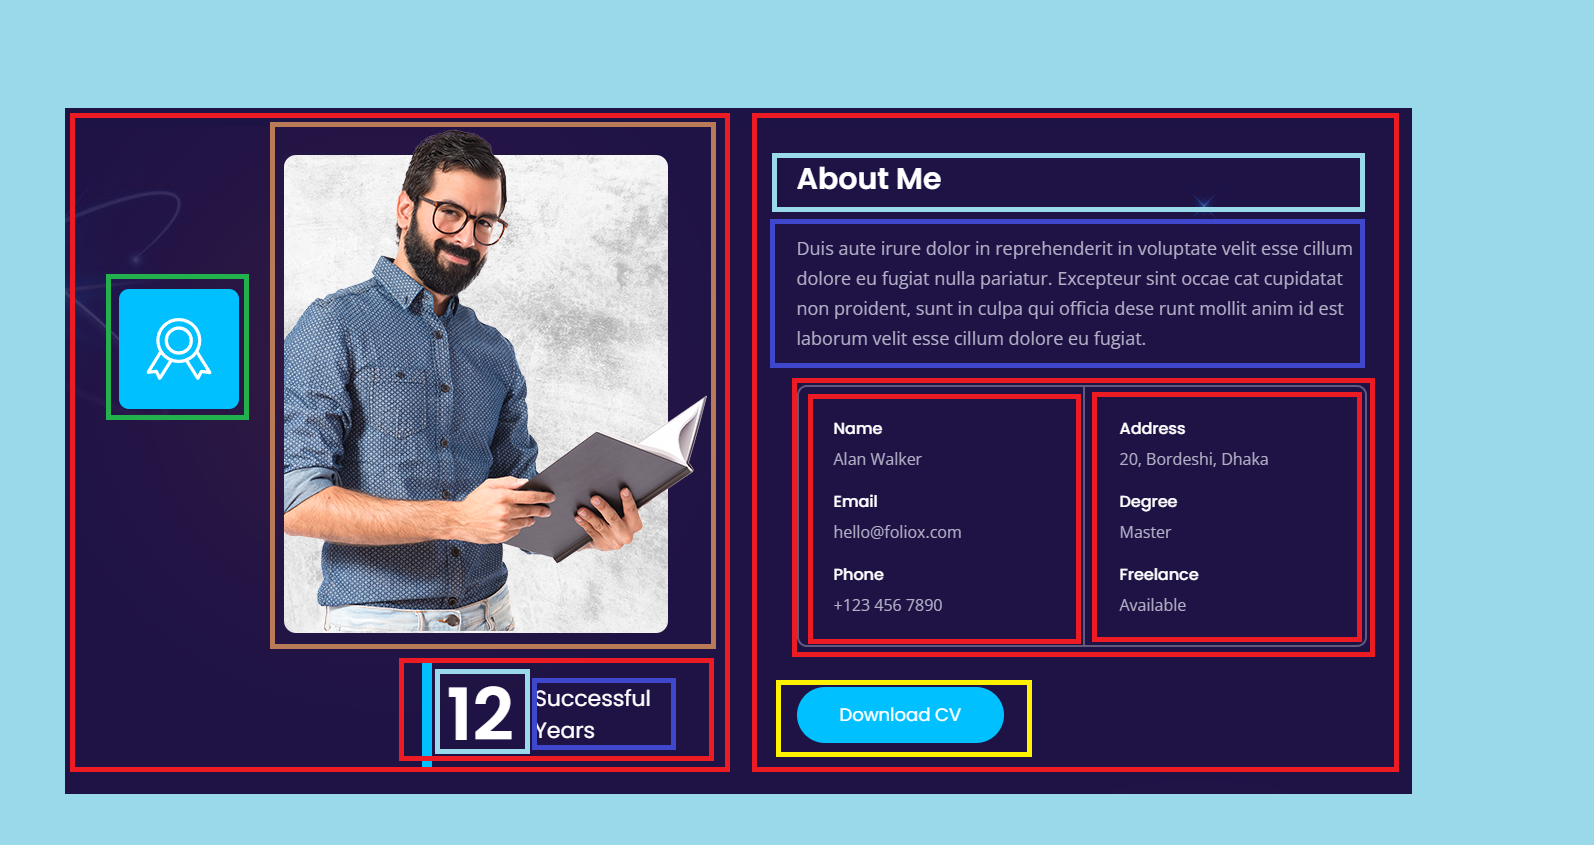 12
Successful
Years
About Me
Duis aute irure dolor in reprehenderit in voluptate velit esse cillum
dolore eu fugiat nulla pariatur. Excepteur sint occae cat cupidatat
non proident, sunt in culpa qui officia dese runt mollit anim id est
laborum velit esse cillum dolore eu fugiat.
Name
Alan Walker
Email
hello@foliox.com
Phone
+123 456 7890
Address
20, Bordeshi, Dhaka
Degree
Master
Freelance
Available
Download CV